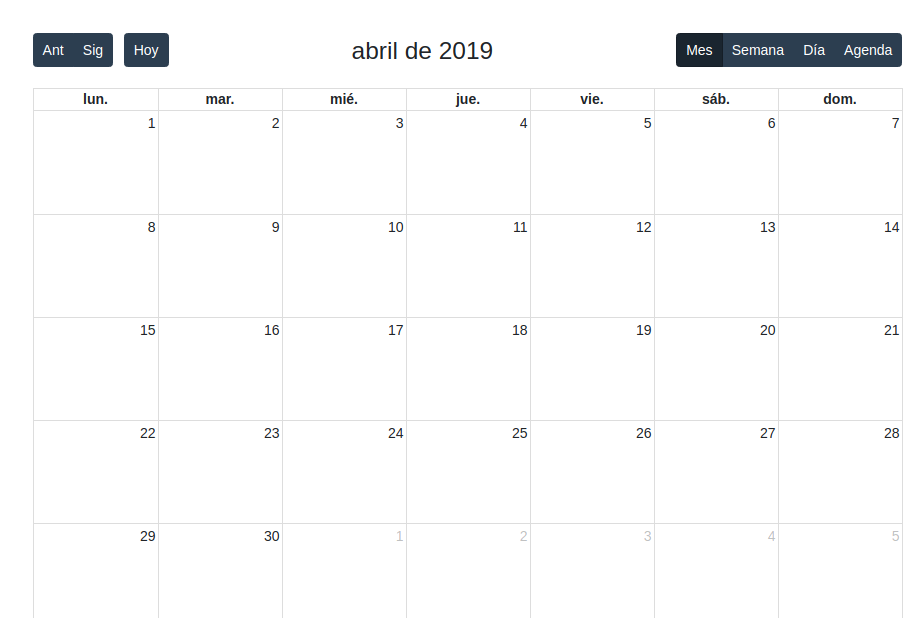 Ant Sig Hoy abril de 2019 Mes Semana Día Agenda
lun. mar. mié. jue. vie. sáb. dom.
1 2 3 4 5 6 7
8 9 10 11 12 13 14
15 16 17 18 19 20 21
22 23 24 25 26 27 28
29 30 1 2 3 4 5